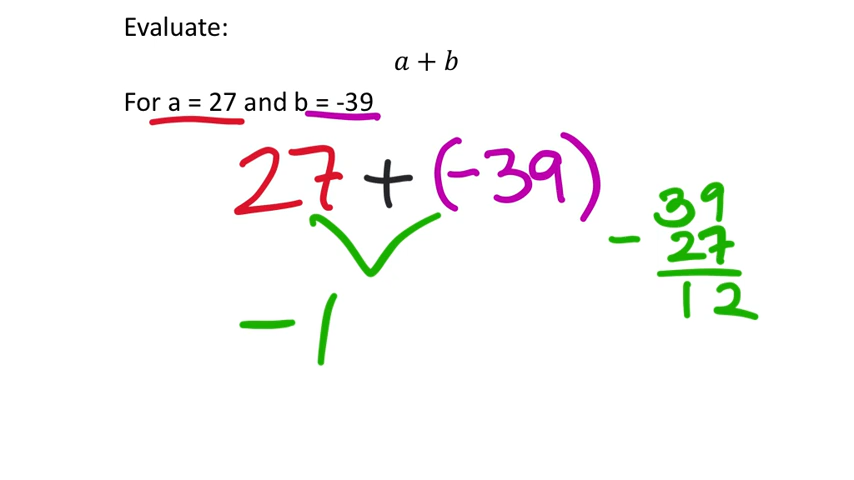 Evaluate:
a + b
For a = 27 and b = -39
27 + (-39)
39
- 27
12
- 1